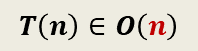 T(n) ∈ O(n)